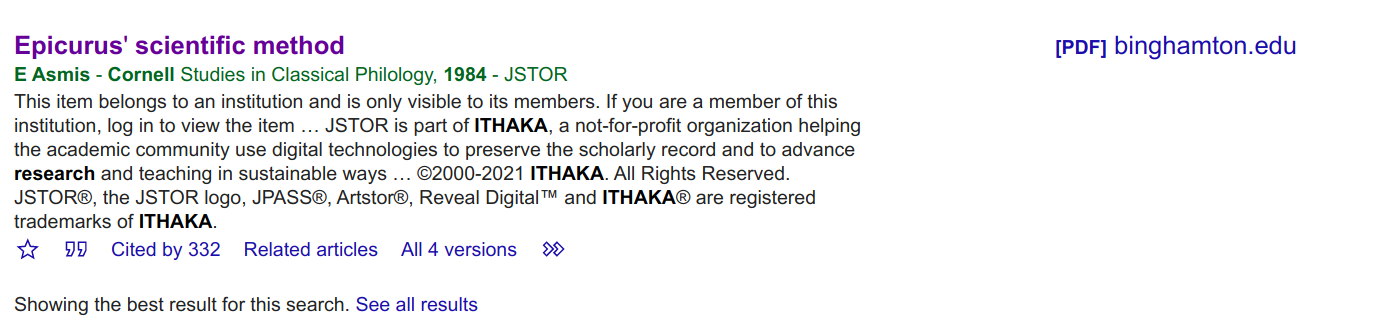 Epicurus' scientific method
[PDF] binghamton.edu
E Asmis - Cornell Studies in Classical Philology, 1984 - JSTOR
This item belongs to an institution and is only visible to its members. If you are a member of this
institution, log in to view the item … JSTOR is part of ITHAKA, a not-for-profit organization helping
the academic community use digital technologies to preserve the scholarly record and to advance
research and teaching in sustainable ways … ©2000-2021 ITHAKA. All Rights Reserved.
JSTOR®, the JSTOR logo, JPASS®, Artstor®, Reveal Digital™ and ITHAKA® are registered
trademarks of ITHAKA.
Cited by 332 Related articles All 4 versions
Showing the best result for this search. See all results